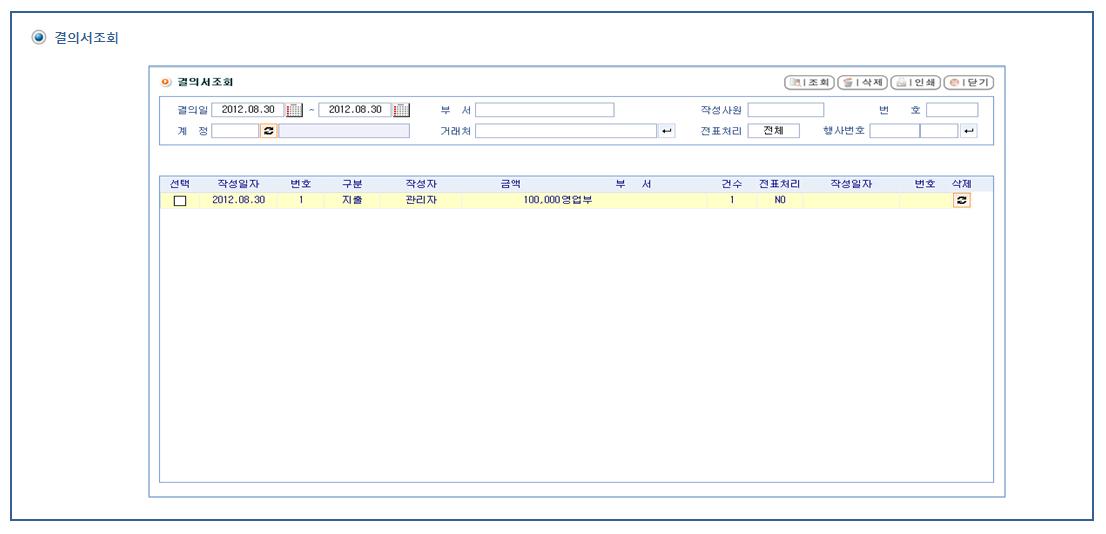 결의서조회
결의서조회 조회 삭제 인쇄 닫기
결의일 2012.08.30 ~ 2012.08.30 부 서 작성사원 번 호
계 정 거래처 전표처리 전체 행사번호
선택 작성일자 번호 구분 작성자 금액 부 서 건수 전표처리 작성일자 번호 삭제
2012.08.30 1 지출 관리자 100,000 영업부 1 NO